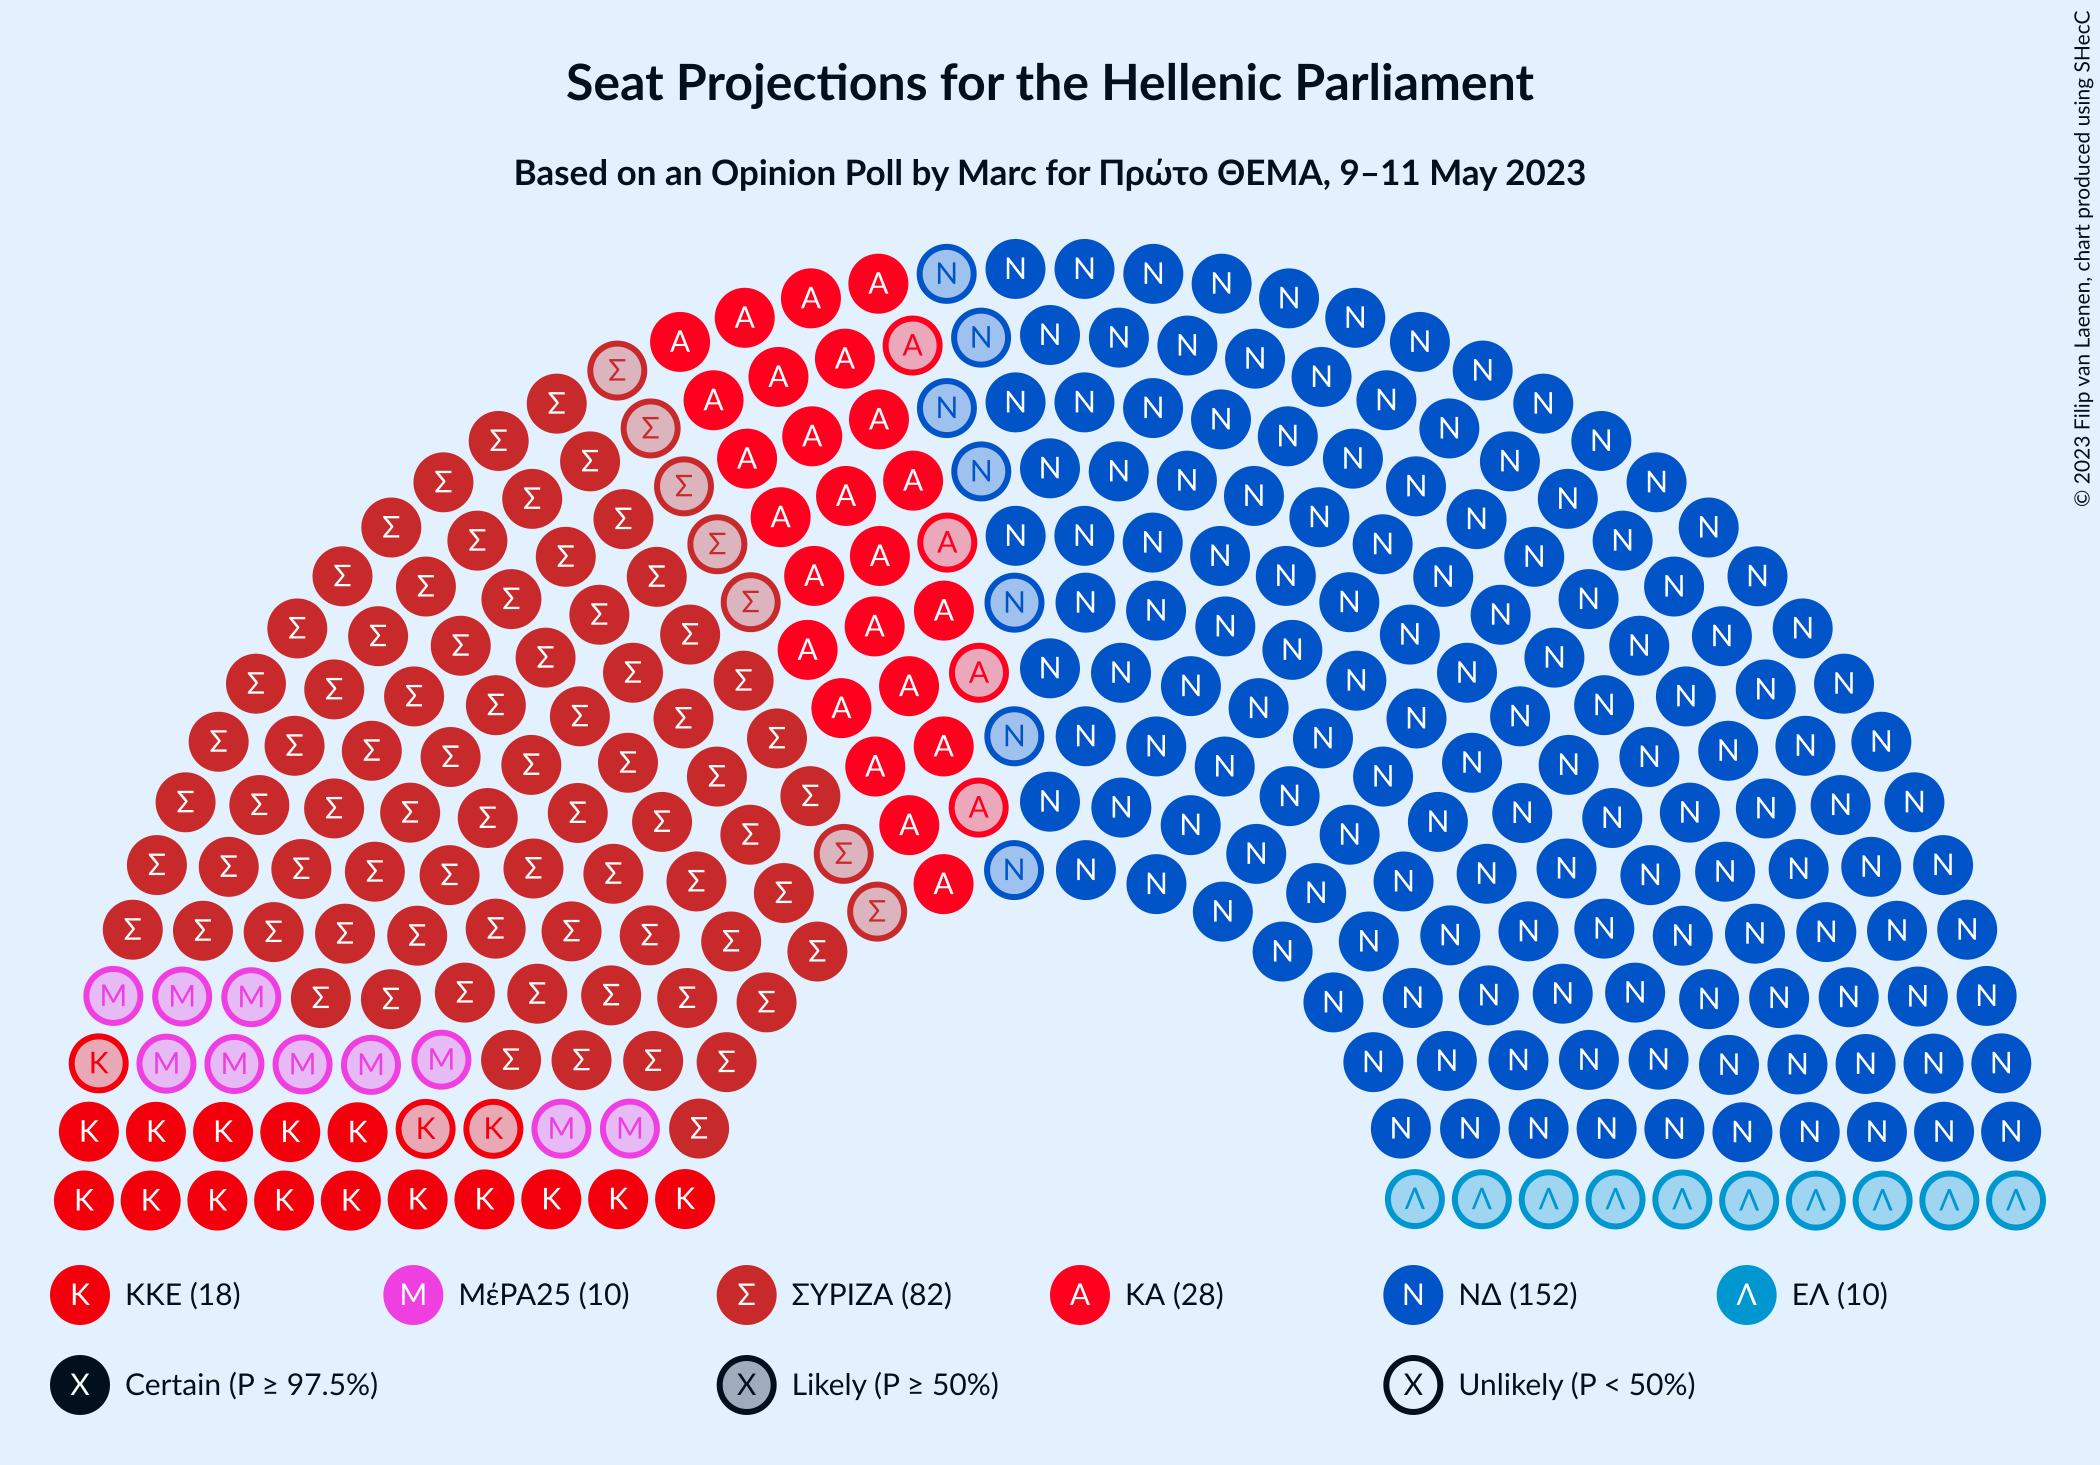 Seat Projections for the Hellenic Parliament
Based on an Opinion Poll by Marc for Πρώτο ΘΕΜΑ, 9–11 May 2023
© 2023 Filip van Laenen, chart produced using SHecC
Κ ΚΚΕ (18) Μ ΜέΡΑ25 (10) Σ ΣΥΡΙΖΑ (82) Α ΚΑ (28) Ν ΝΔ (152) Λ ΕΛ (10)
X Certain (P ≥ 97.5%) X Likely (P ≥ 50%) X Unlikely (P < 50%)